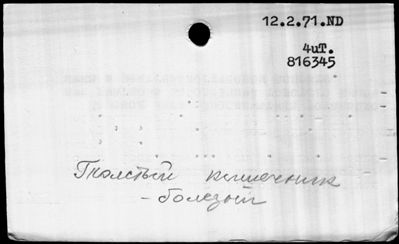 12.2.71.ND
4uT.
816345
Толстый кишечник
- болезни